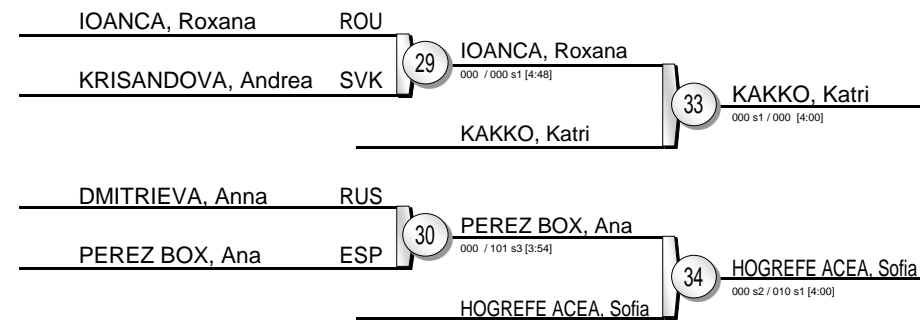 IOANCA, Roxana ROU
29
IOANCA, Roxana
000 / 000 s1 [4:48]
KRISANDOVA, Andrea SVK
33
KAKKO, Katri
000 s1 / 000 [4:00]
KAKKO, Katri
DMITRIEVA, Anna RUS
30
PEREZ BOX, Ana
000 / 101 s3 [3:54]
PEREZ BOX, Ana ESP
34
HOGREFE ACEA, Sofia
000 s2 / 010 s1 [4:00]
HOGREFE ACEA, Sofia